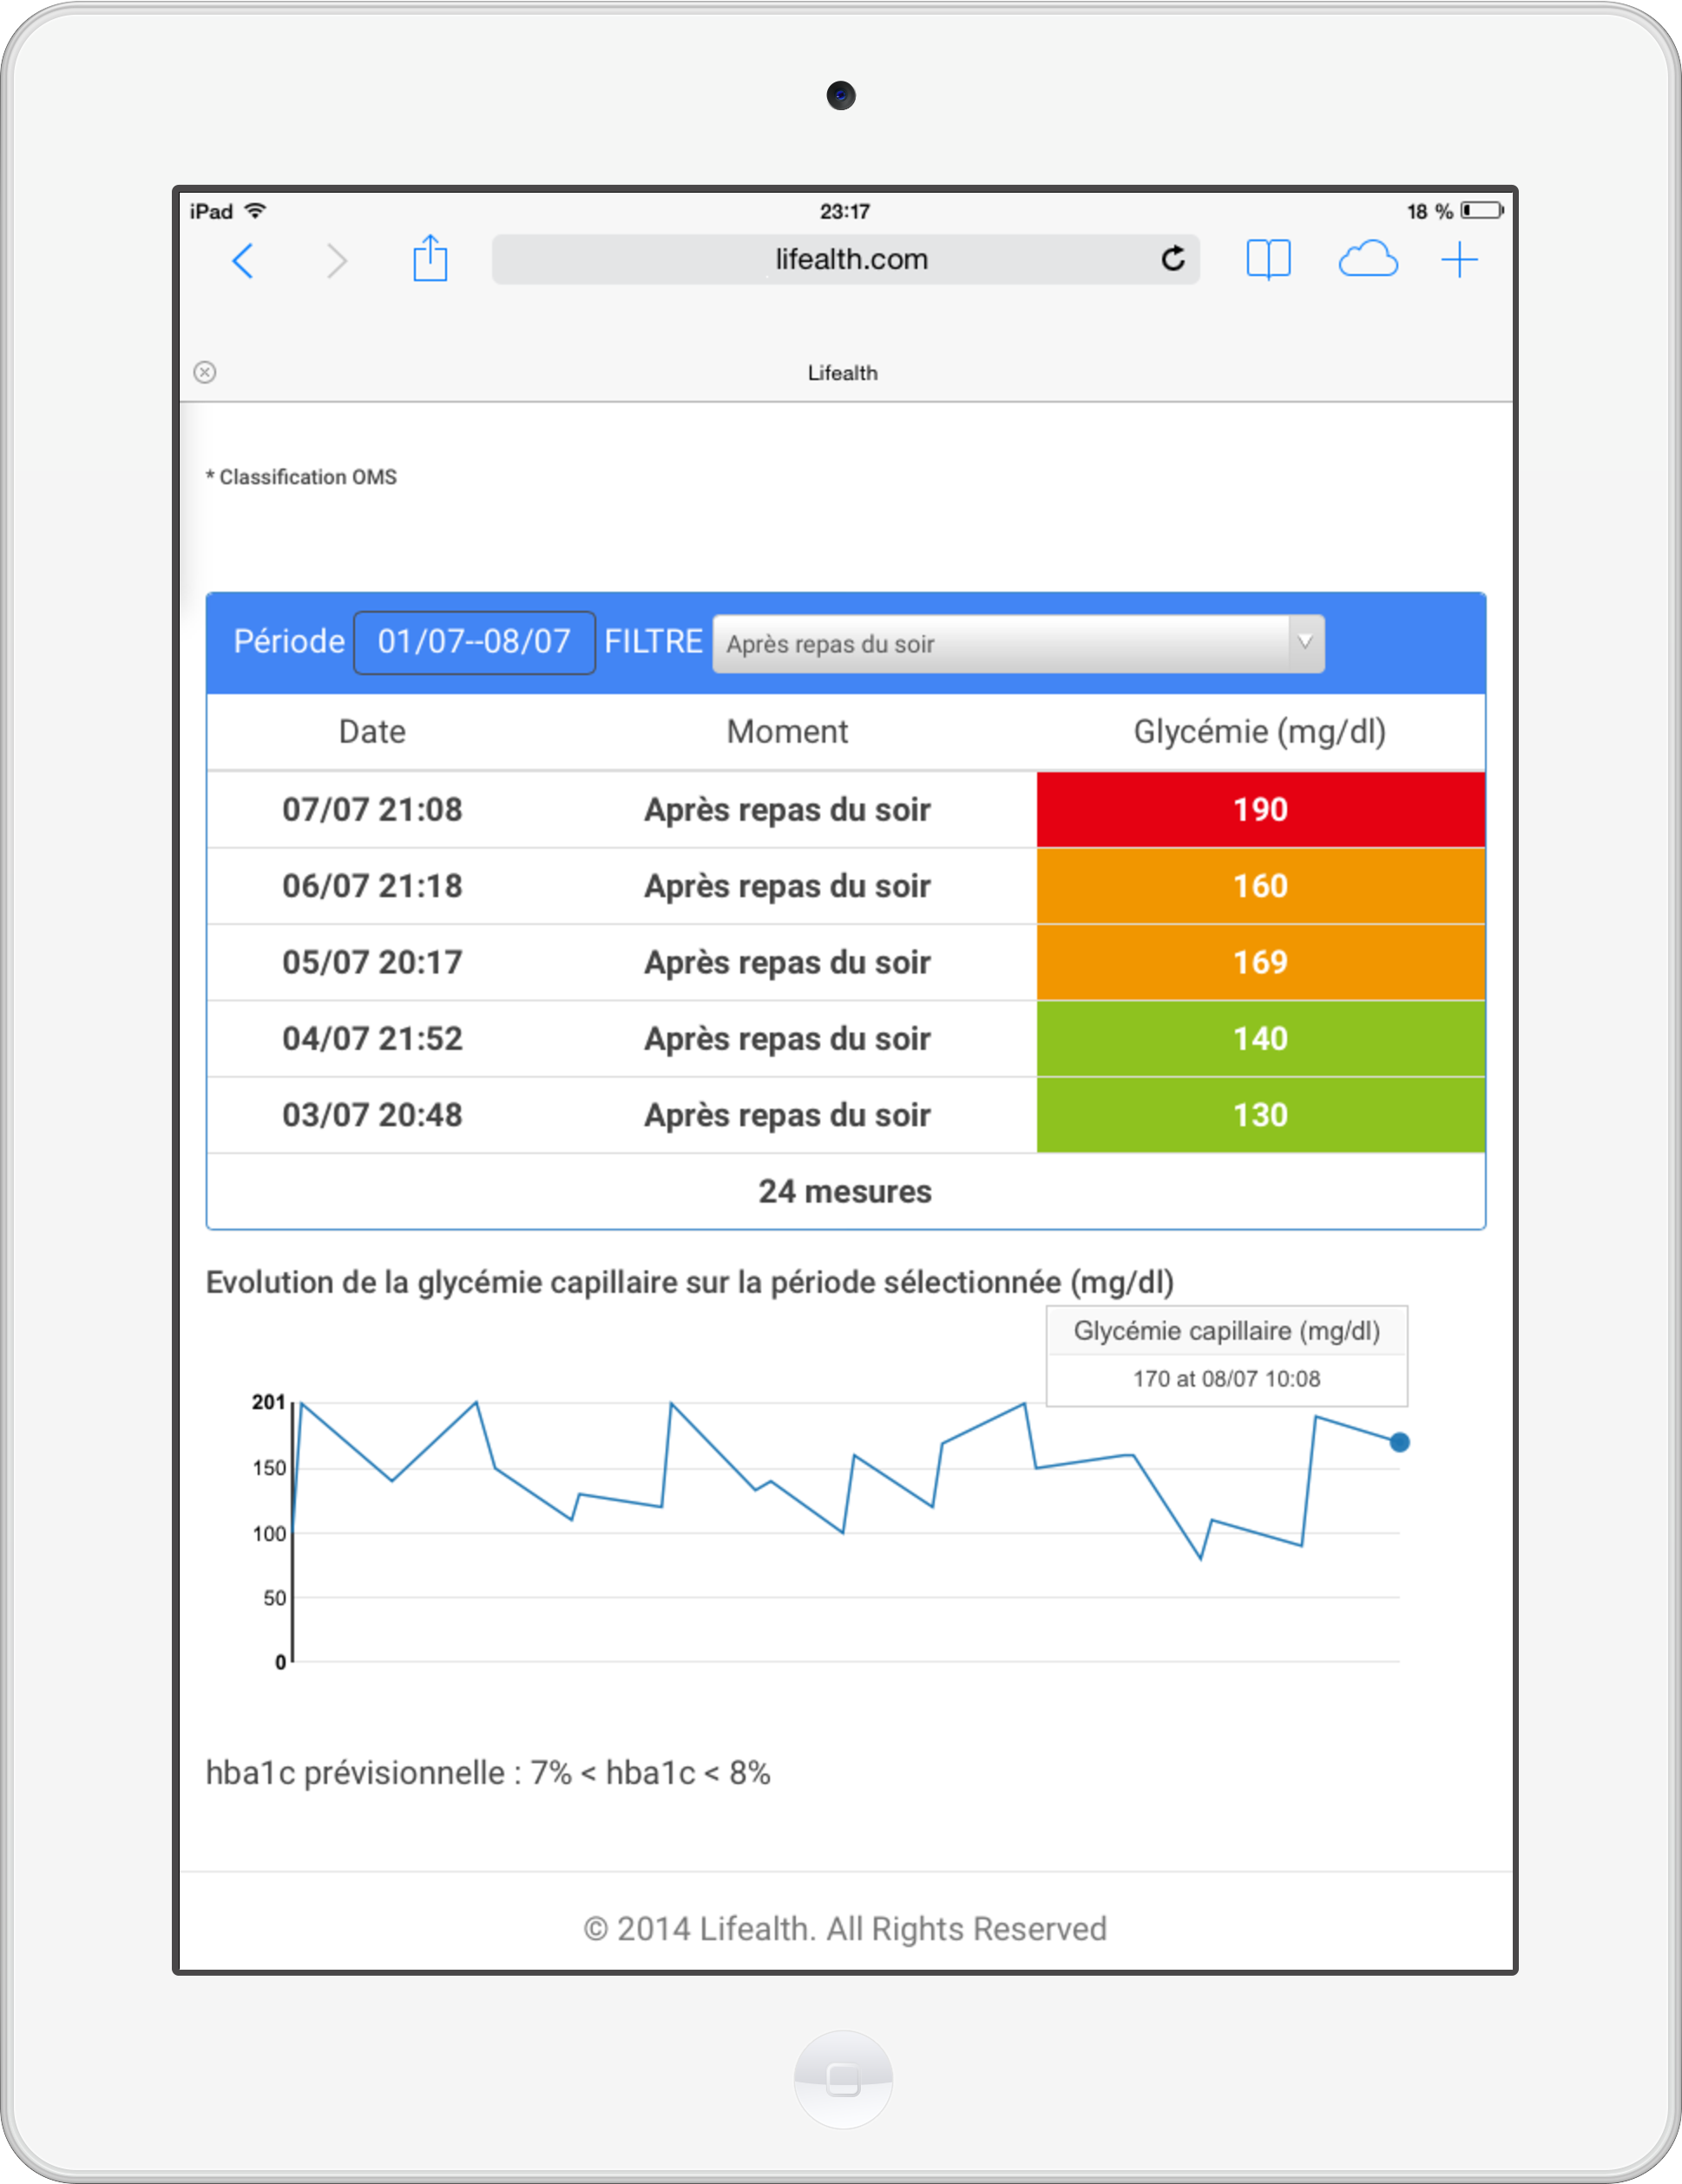 iPad 23:17 18 %
lifealth.com
Lifealth
* Classification OMS
Période 01/07--08/07 FILTRE Après repas du soir
Date Moment Glycémie (mg/dl)
07/07 21:08 Après repas du soir 190
06/07 21:18 Après repas du soir 160
05/07 20:17 Après repas du soir 169
04/07 21:52 Après repas du soir 140
03/07 20:48 Après repas du soir 130
24 mesures
Evolution de la glycémie capillaire sur la période sélectionnée (mg/dl)
Glycémie capillaire (mg/dl)
170 at 08/07 10:08
201
150
100
50
0
hba1c prévisionnelle : 7% < hba1c < 8%
© 2014 Lifealth. All Rights Reserved